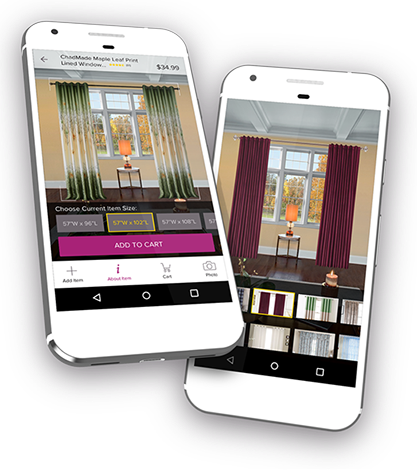 ChadMade Maple Leaf Print
Lined Window...
$34.99
Choose Current Item Size:
57"W x 96"L
57"W x 102"L
57"W x 108"L
ADD TO CART
Add Item
About Item
Cart
Photo